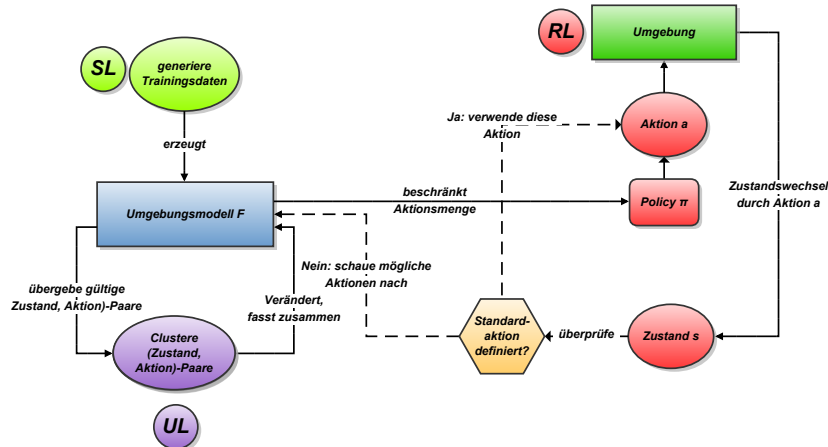 RL
Umgebung
SL
generiere
Trainingsdaten
Ja: verwende diese
Aktion
Aktion a
erzeugt
Umgebungsmodell F
beschränkt
Aktionsmenge
Policy π
Zustandswechsel
durch Aktion a
übergebe gültige
Zustand, Aktion)-Paare
Nein: schaue mögliche
Aktionen nach
Verändert,
fasst zusammen
Clustere
(Zustand,
Aktion)-Paare
Standard-
aktion
definiert?
überprüfe
Zustand s
UL